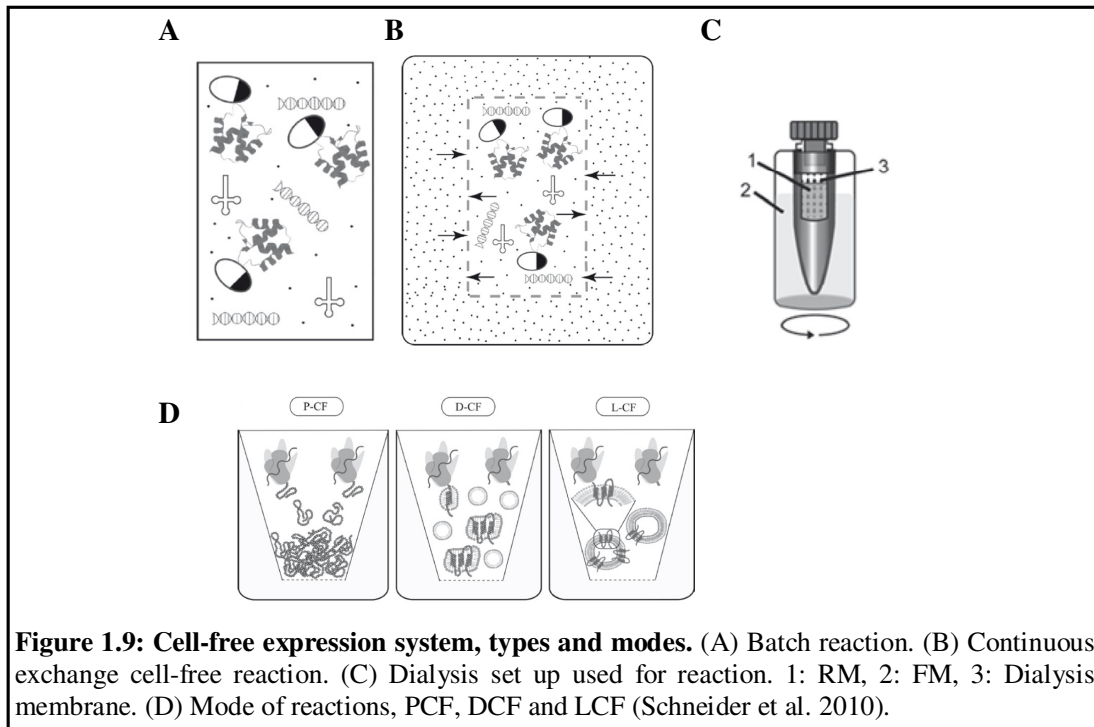 A
B
C
1
2
3
D
P-CF
D-CF
L-CF
Figure 1.9: Cell-free expression system, types and modes. (A) Batch reaction. (B) Continuous
exchange cell-free reaction. (C) Dialysis set up used for reaction. 1: RM, 2: FM, 3: Dialysis
membrane. (D) Mode of reactions, PCF, DCF and LCF (Schneider et al. 2010).